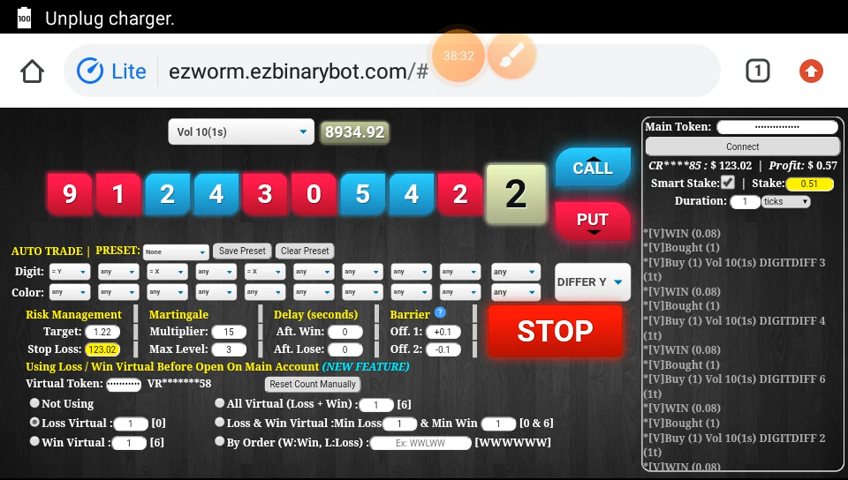 100 Unplug charger.
Lite ezworm.ezbinarybot.com/# 38:32 1
Vol 10(1s) 8934.92
9 1 2 4 3 0 5 4 2 2
CALL
PUT
AUTO TRADE | PRESET: None Save Preset Clear Preset
Digit: = Y any = X any = X any any any any any
Color: any any any any any any any any any any
DIFFER Y
Risk Management Martingale Delay (seconds) Barrier ?
Target: 1.22 Multiplier: 15 Aft. Win: 0 Off. 1: +0.1
Stop Loss: 123.02 Max Level: 3 Aft. Lose: 0 Off. 2: -0.1
STOP
Using Loss / Win Virtual Before Open On Main Account (NEW FEATURE)
Virtual Token: ••••••••••• VR*******58 Reset Count Manually
Not Using All Virtual (Loss + Win) : 1 [6]
Loss Virtual : 1 [0] Loss & Win Virtual :Min Loss 1 & Min Win 1 [0 & 6]
Win Virtual : 1 [6] By Order (W:Win, L:Loss) : Ex: WWLWW [WWWWWW]
Main Token: •••••••••••••••
Connect
CR****85 : $ 123.02 | Profit: $ 0.57
Smart Stake: | Stake: 0.51
Duration: 1 ticks
*[V]WIN (0.08)
*[V]Bought (1)
*[V]Buy (1) Vol 10(1s) DIGITDIFF 3
(1t)
*[V]WIN (0.08)
*[V]Bought (1)
*[V]Buy (1) Vol 10(1s) DIGITDIFF 4
(1t)
*[V]WIN (0.08)
*[V]Bought (1)
*[V]Buy (1) Vol 10(1s) DIGITDIFF 6
(1t)
*[V]WIN (0.08)
*[V]Bought (1)
*[V]Buy (1) Vol 10(1s) DIGITDIFF 2
(1t)
*[V]WIN (0.08)